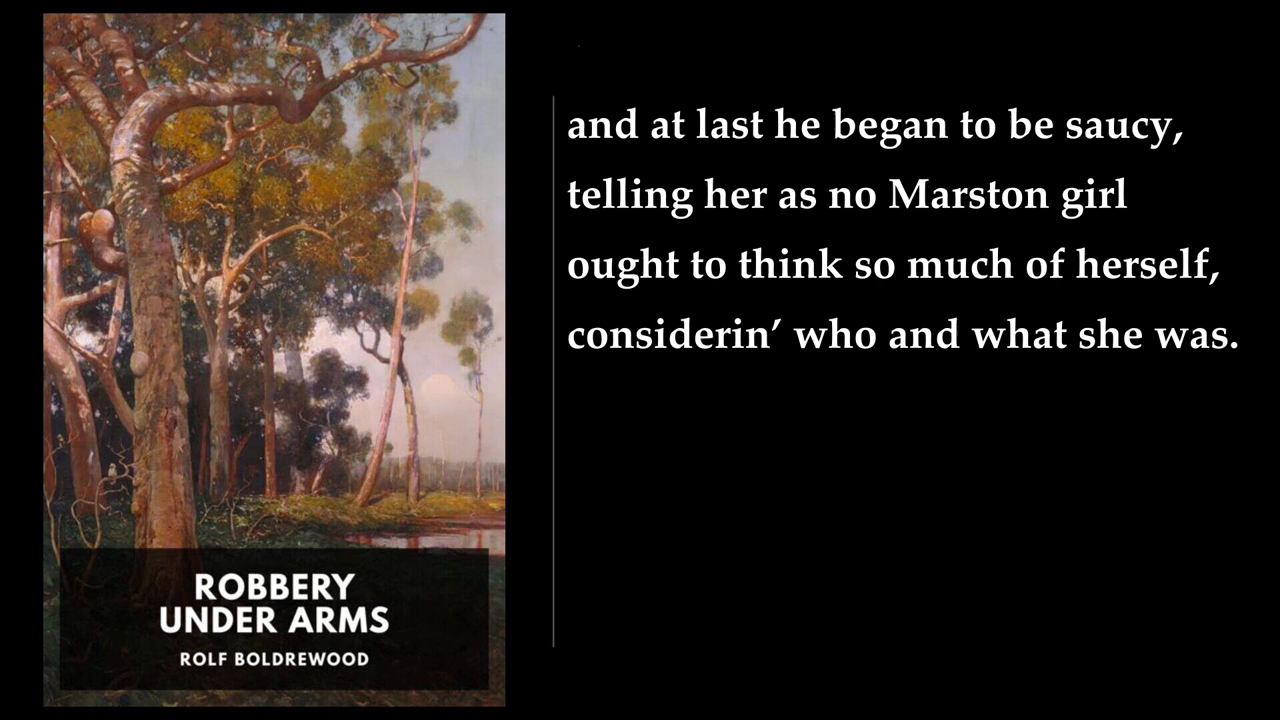 ROBBERY
UNDER ARMS
ROLF BOLDREWOOD
and at last he began to be saucy,
telling her as no Marston girl
ought to think so much of herself,
considerin’ who and what she was.